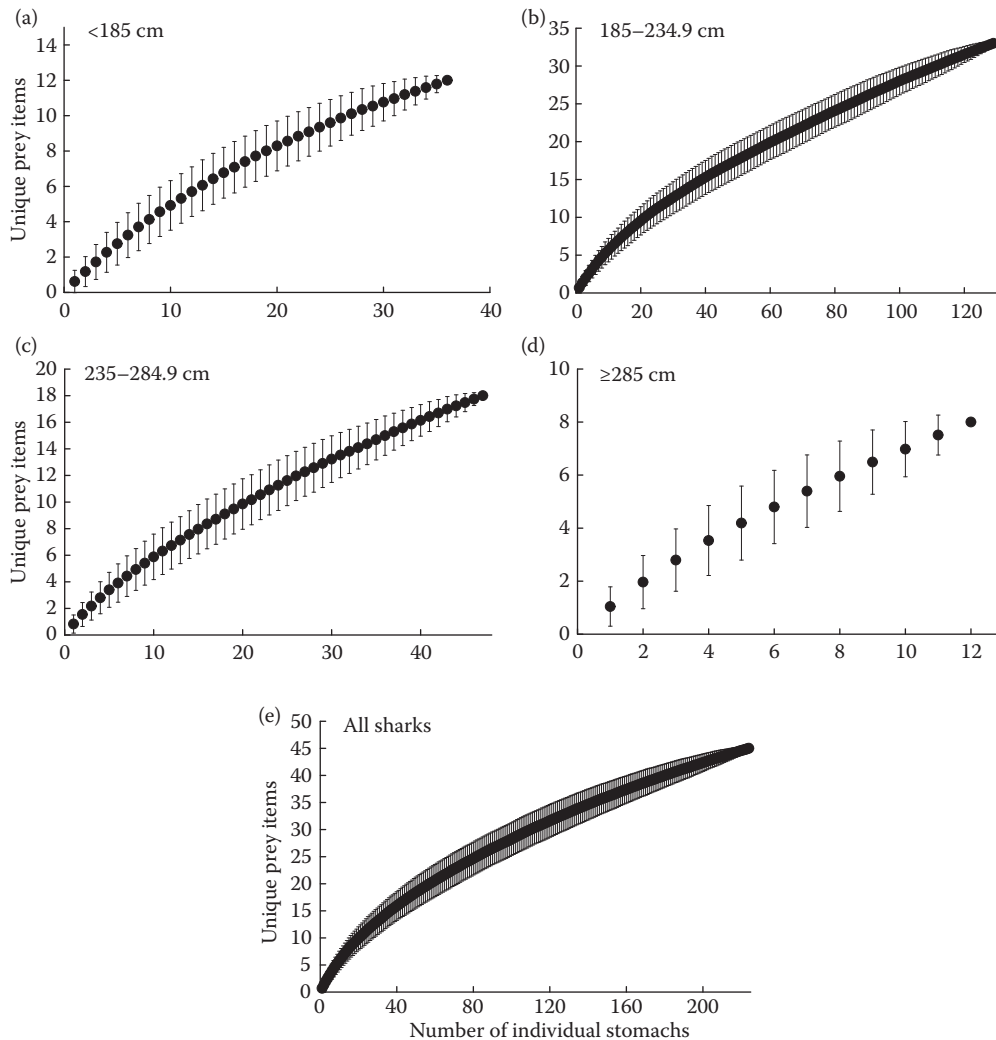 (a)
<185 cm
14
12
10
8
6
4
2
0
0 10 20 30 40
Unique prey items
(b)
185–234.9 cm
35
30
25
20
15
10
5
0
0 20 40 60 80 100 120
(c)
235–284.9 cm
20
18
16
14
12
10
8
6
4
2
0
0 10 20 30 40
Unique prey items
(d)
≥285 cm
10
8
6
4
2
0
0 2 4 6 8 10 12
(e)
All sharks
50
45
40
35
30
25
20
15
10
5
0
0 40 80 120 160 200
Unique prey items
Number of individual stomachs